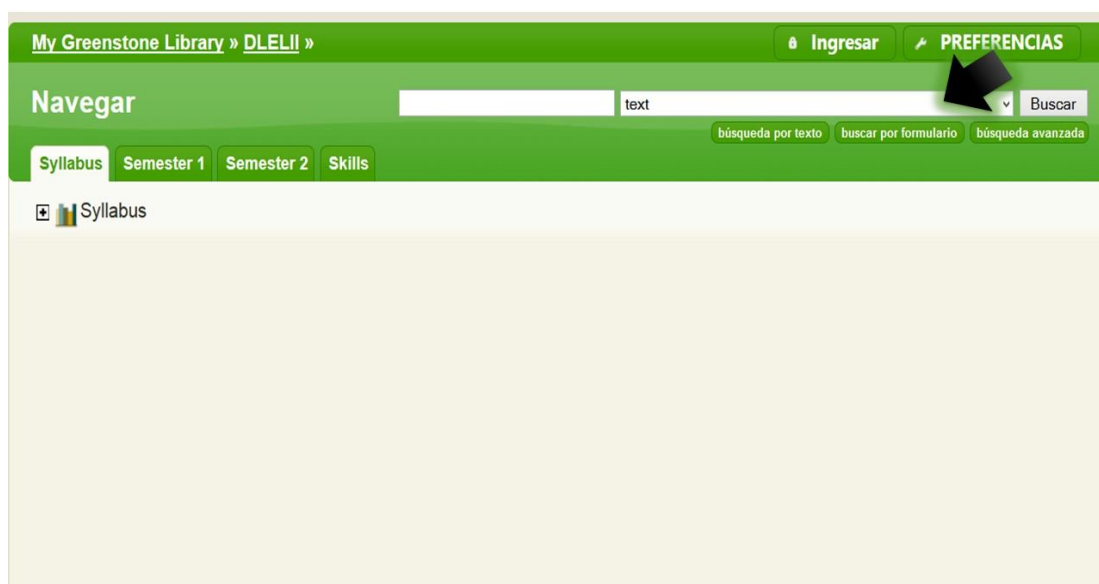 My Greenstone Library » DLELII »
Ingresar
PREFERENCIAS
Navegar
text
Buscar
búsqueda por texto
buscar por formulario
búsqueda avanzada
Syllabus
Semester 1
Semester 2
Skills
Syllabus